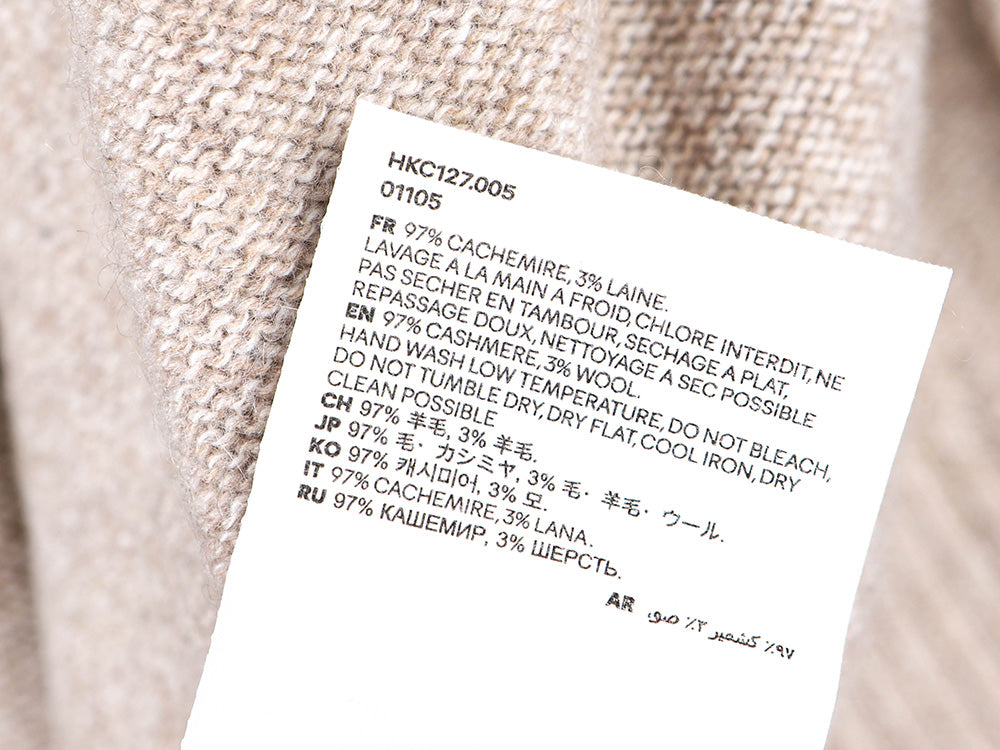 HKC127.005
01105
FR 97% CACHEMIRE, 3% LAINE.
LAVAGE A LA MAIN A FROID, CHLORE INTERDIT, NE
PAS SECHER EN TAMBOUR, SECHAGE A PLAT,
REPASSAGE DOUX, NETTOYAGE A SEC POSSIBLE
EN 97% CASHMERE, 3% WOOL.
HAND WASH LOW TEMPERATURE, DO NOT BLEACH,
DO NOT TUMBLE DRY, DRY FLAT, COOL IRON, DRY
CLEAN POSSIBLE
CH 97% 羊毛, 3% 羊毛.
JP 97% 毛・カシミヤ, 3% 毛・羊毛・ウール.
KO 97% 캐시미어, 3% 모.
IT 97% CACHEMIRE, 3% LANA.
RU 97% КАШЕМИР, 3% ШЕРСТЬ.
AR ٩٧٪ كشمير ٣٪ صو.